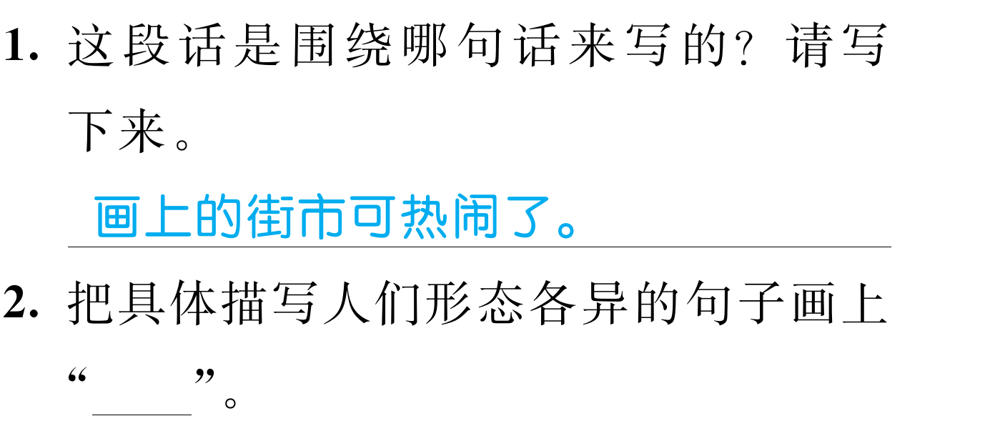 1. 这段话是围绕哪句话来写的？请写
下来。
画上的街市可热闹了。
2. 把具体描写人们形态各异的句子画上
“____”。